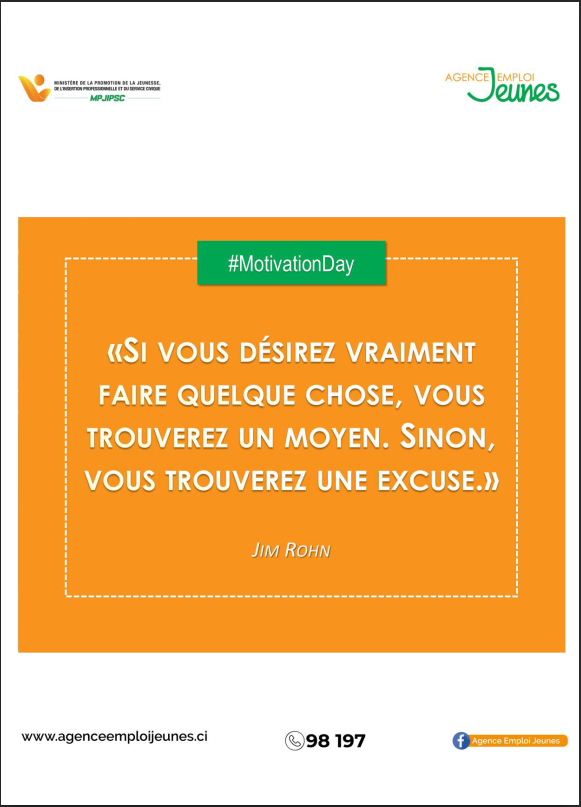 MINISTÈRE DE LA PROMOTION DE LA JEUNESSE,
DE L'INSERTION PROFESSIONNELLE ET DU SERVICE CIVIQUE
MPJIPSC
AGENCE EMPLOI
Jeunes
#MotivationDay
«SI VOUS DÉSIREZ VRAIMENT
FAIRE QUELQUE CHOSE, VOUS
TROUVEREZ UN MOYEN. SINON,
VOUS TROUVEREZ UNE EXCUSE.»
JIM ROHN
www.agenceemploijeunes.ci
98 197
Agence Emploi Jeunes